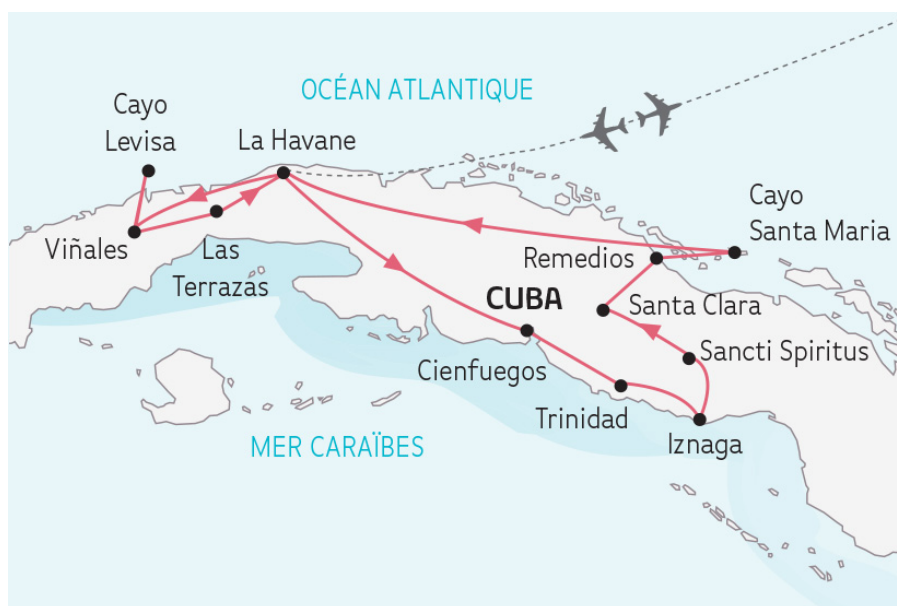 OCÉAN ATLANTIQUE
Cayo
Levisa
La Havane
Cayo
Santa Maria
Viñales
Las
Terrazas
Remedios
CUBA
Santa Clara
Sancti Spiritus
Cienfuegos
Trinidad
Iznaga
MER CARAÏBES